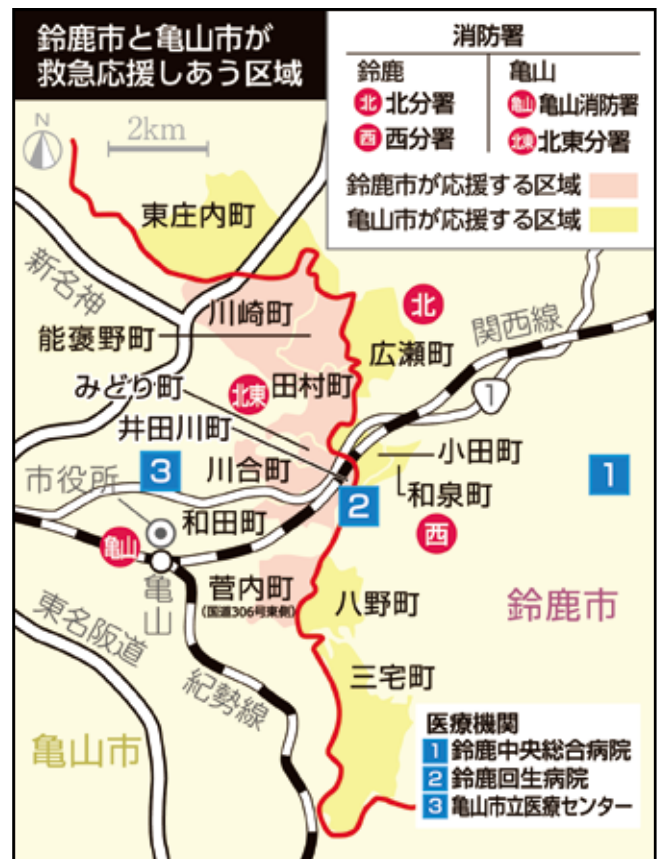 鈴鹿市と亀山市が
救急応援しあう区域
消防署
鈴鹿
亀山
北 北分署
亀山 亀山消防署
西 西分署
北東 北東分署
鈴鹿市が応援する区域
亀山市が応援する区域
N
2km
東庄内町
新名神
川崎町
北
能褒野町
広瀬町
関西線
みどり町
北東
田村町
1
井田川町
小田町
3
川合町
1
市役所
2
和泉町
和田町
西
亀山
亀山
菅内町
(国道306号東側)
八野町
鈴鹿市
東名阪道
紀勢線
三宅町
亀山市
医療機関
1 鈴鹿中央総合病院
2 鈴鹿回生病院
3 亀山市立医療センター